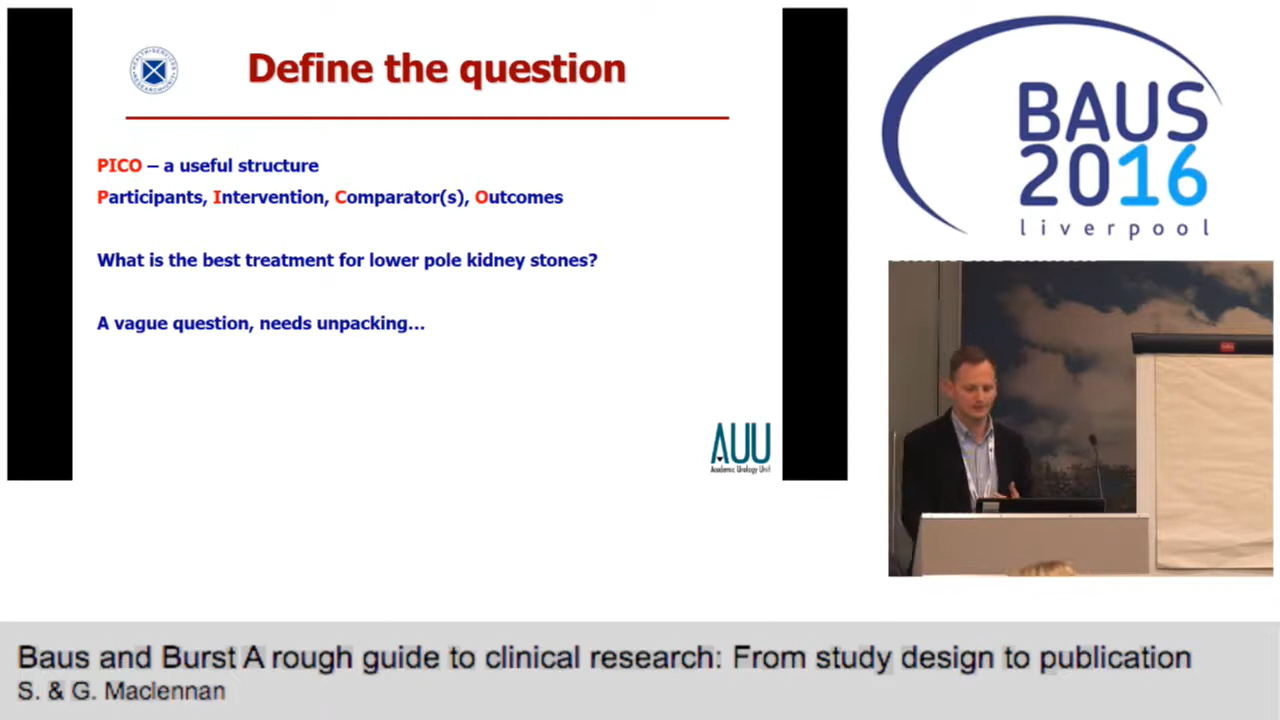 Define the question
PICO – a useful structure
Participants, Intervention, Comparator(s), Outcomes
What is the best treatment for lower pole kidney stones?
A vague question, needs unpacking...
AUU
Academic Urology Unit
BAUS
2016
liverpool
Baus and Burst A rough guide to clinical research: From study design to publication
S. & G. Maclennan